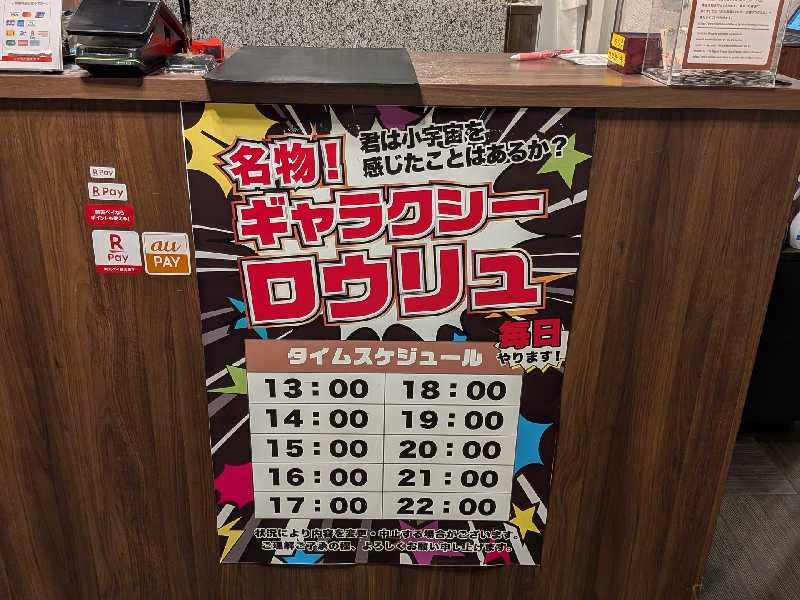 君は小宇宙を
感じたことはあるか？
名物！
ギャラクシー
ロウリュ
毎日
やります！
タイムスケジュール
13：00 18：00
14：00 19：00
15：00 20：00
16：00 21：00
17：00 22：00
状況により内容を変更・中止する場合がございます。
ご理解ご了承の程、よろしくお願い申し上げます。
R Pay
R Pay
R
Pay
au
PAY